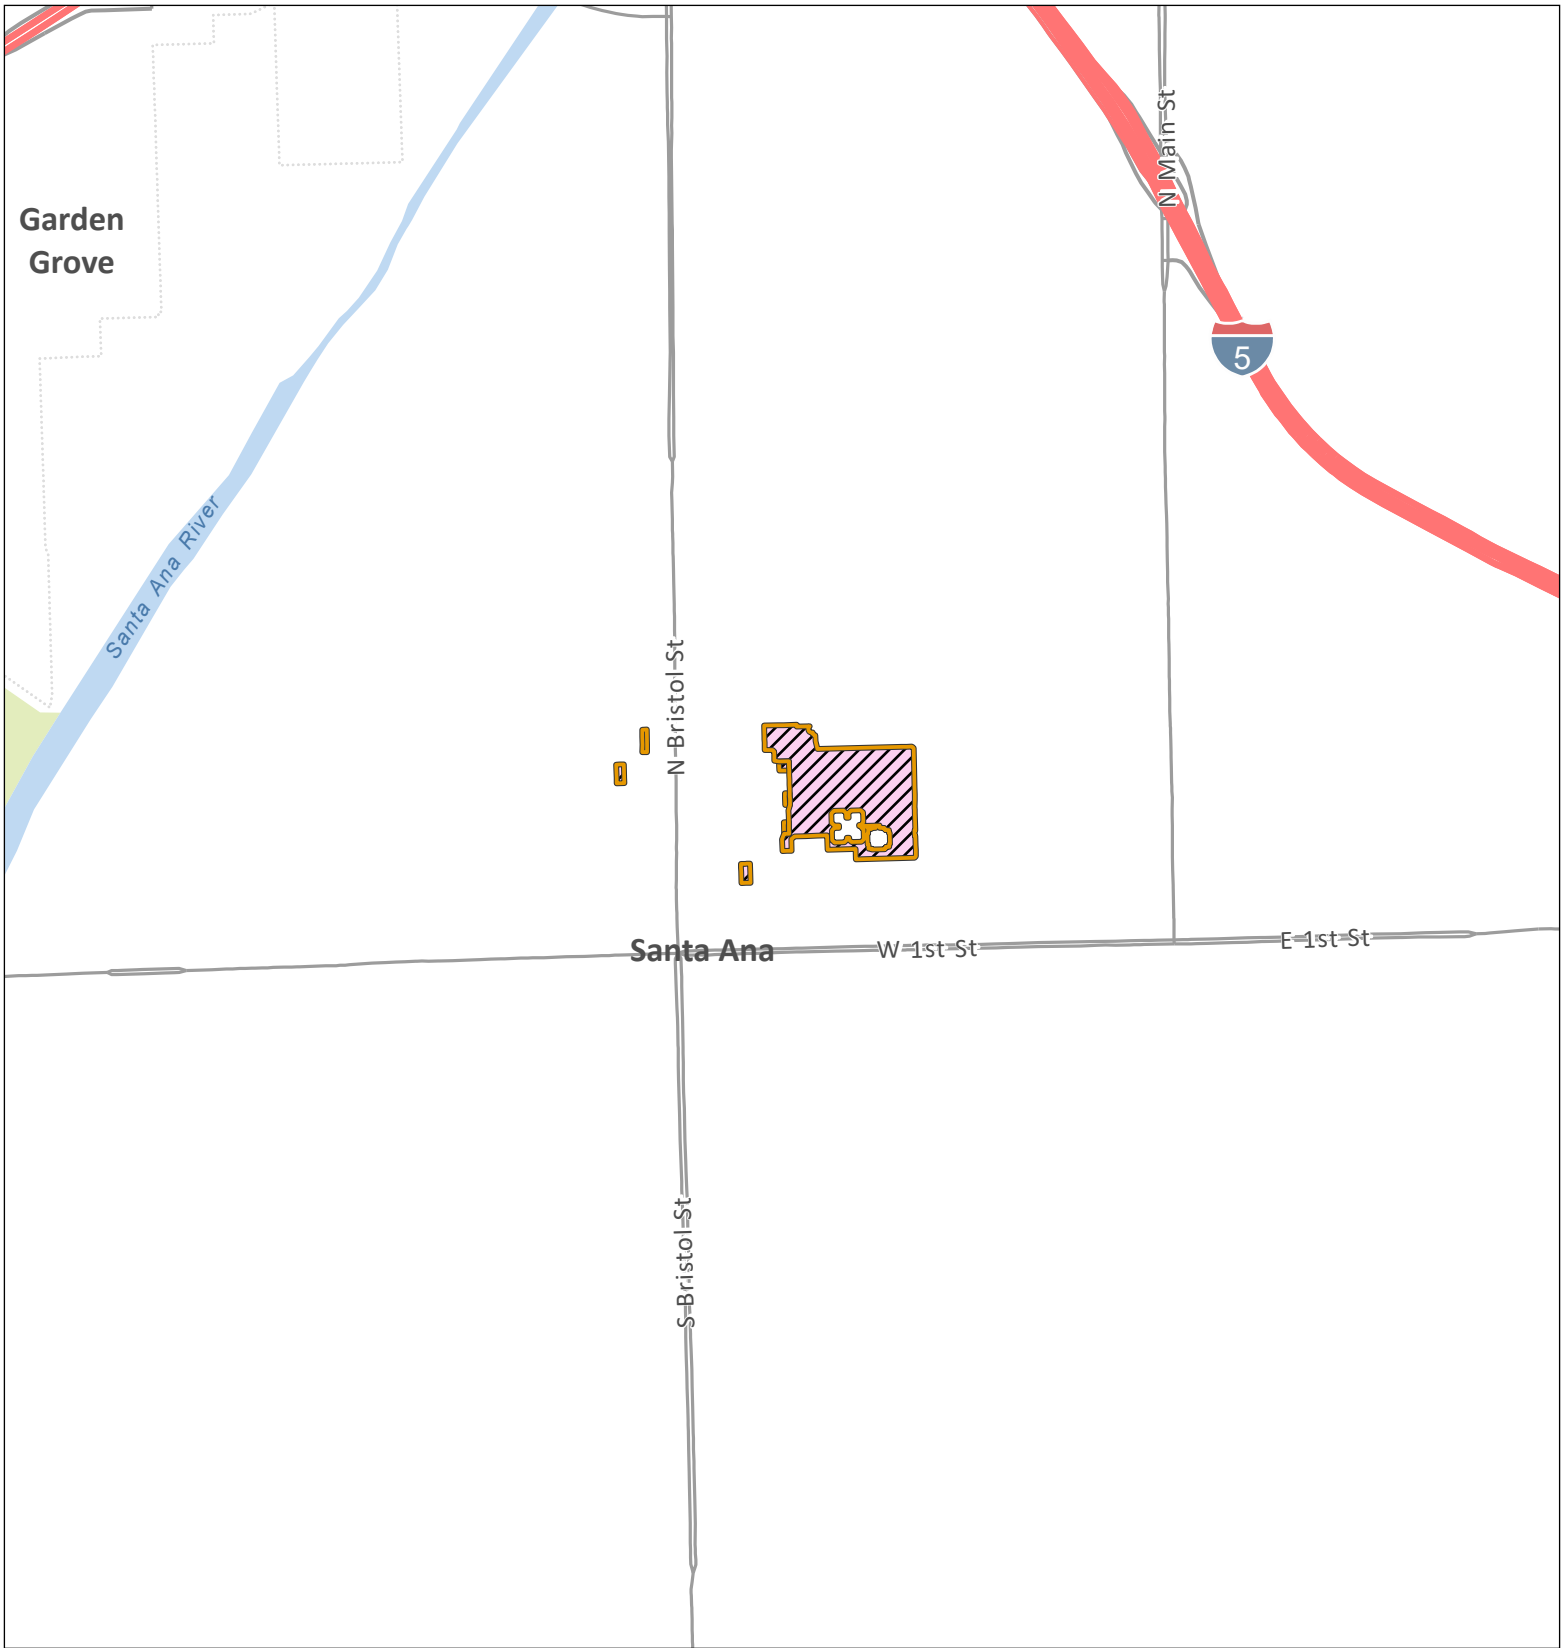 N Main St
Garden
Grove
5
Santa Ana River
N Bristol St
Santa Ana
W 1st St
E 1st St
S Bristol St